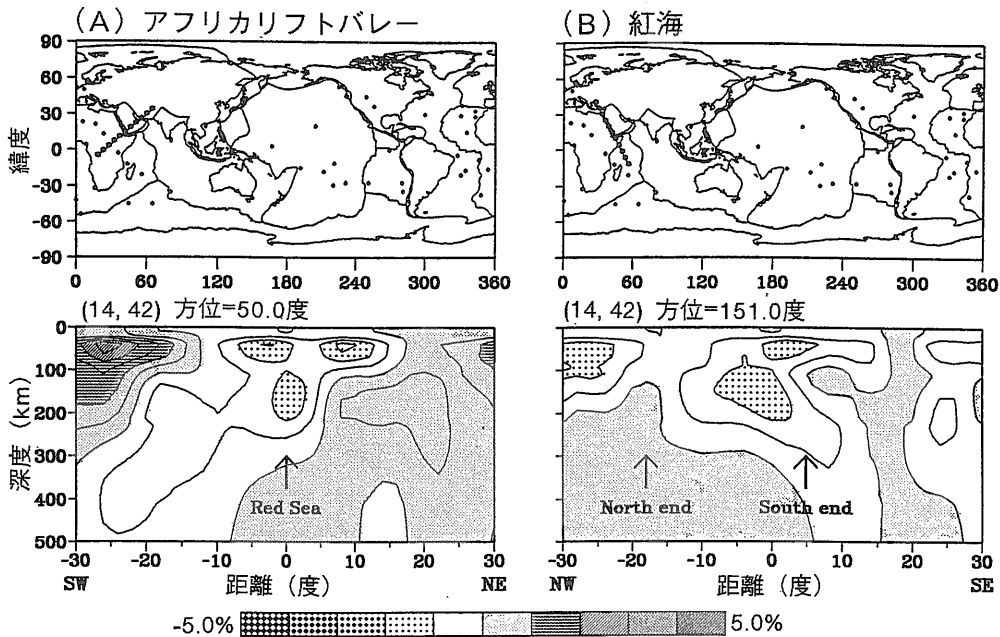 (A) アフリカリフトバレー
(B) 紅海
90
60
30
0
-30
-60
-90
緯度
0 60 120 180 240 300 360
0 60 120 180 240 300 360
(14, 42) 方位=50.0度
(14, 42) 方位=151.0度
0
100
200
300
400
500
深度 (km)
Red Sea
North end
South end
-30 -20 -10 0 10 20 30
SW 距離 (度) NE
-30 -20 -10 0 10 20 30
NW 距離 (度) SE
-5.0% 5.0%